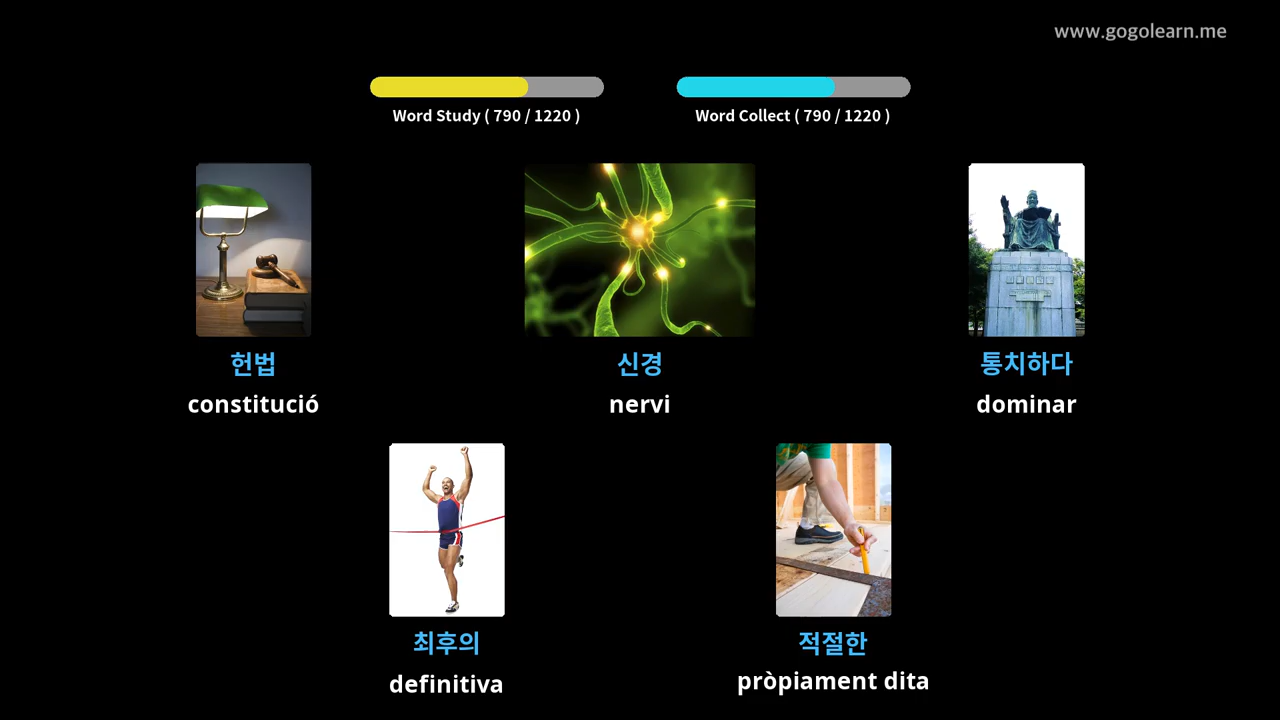 www.gogolearn.me
Word Study ( 790 / 1220 )
Word Collect ( 790 / 1220 )
헌법
신경
통치하다
constitució
nervi
dominar
최후의
적절한
definitiva
pròpiament dita